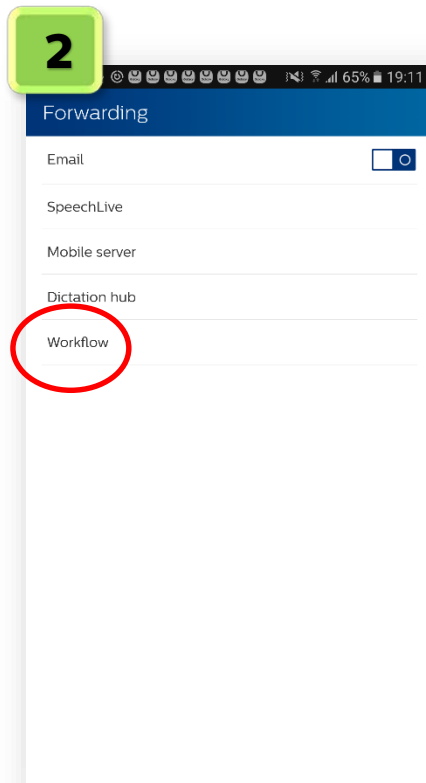 2
65% 19:11
Forwarding
Email
SpeechLive
Mobile server
Dictation hub
Workflow